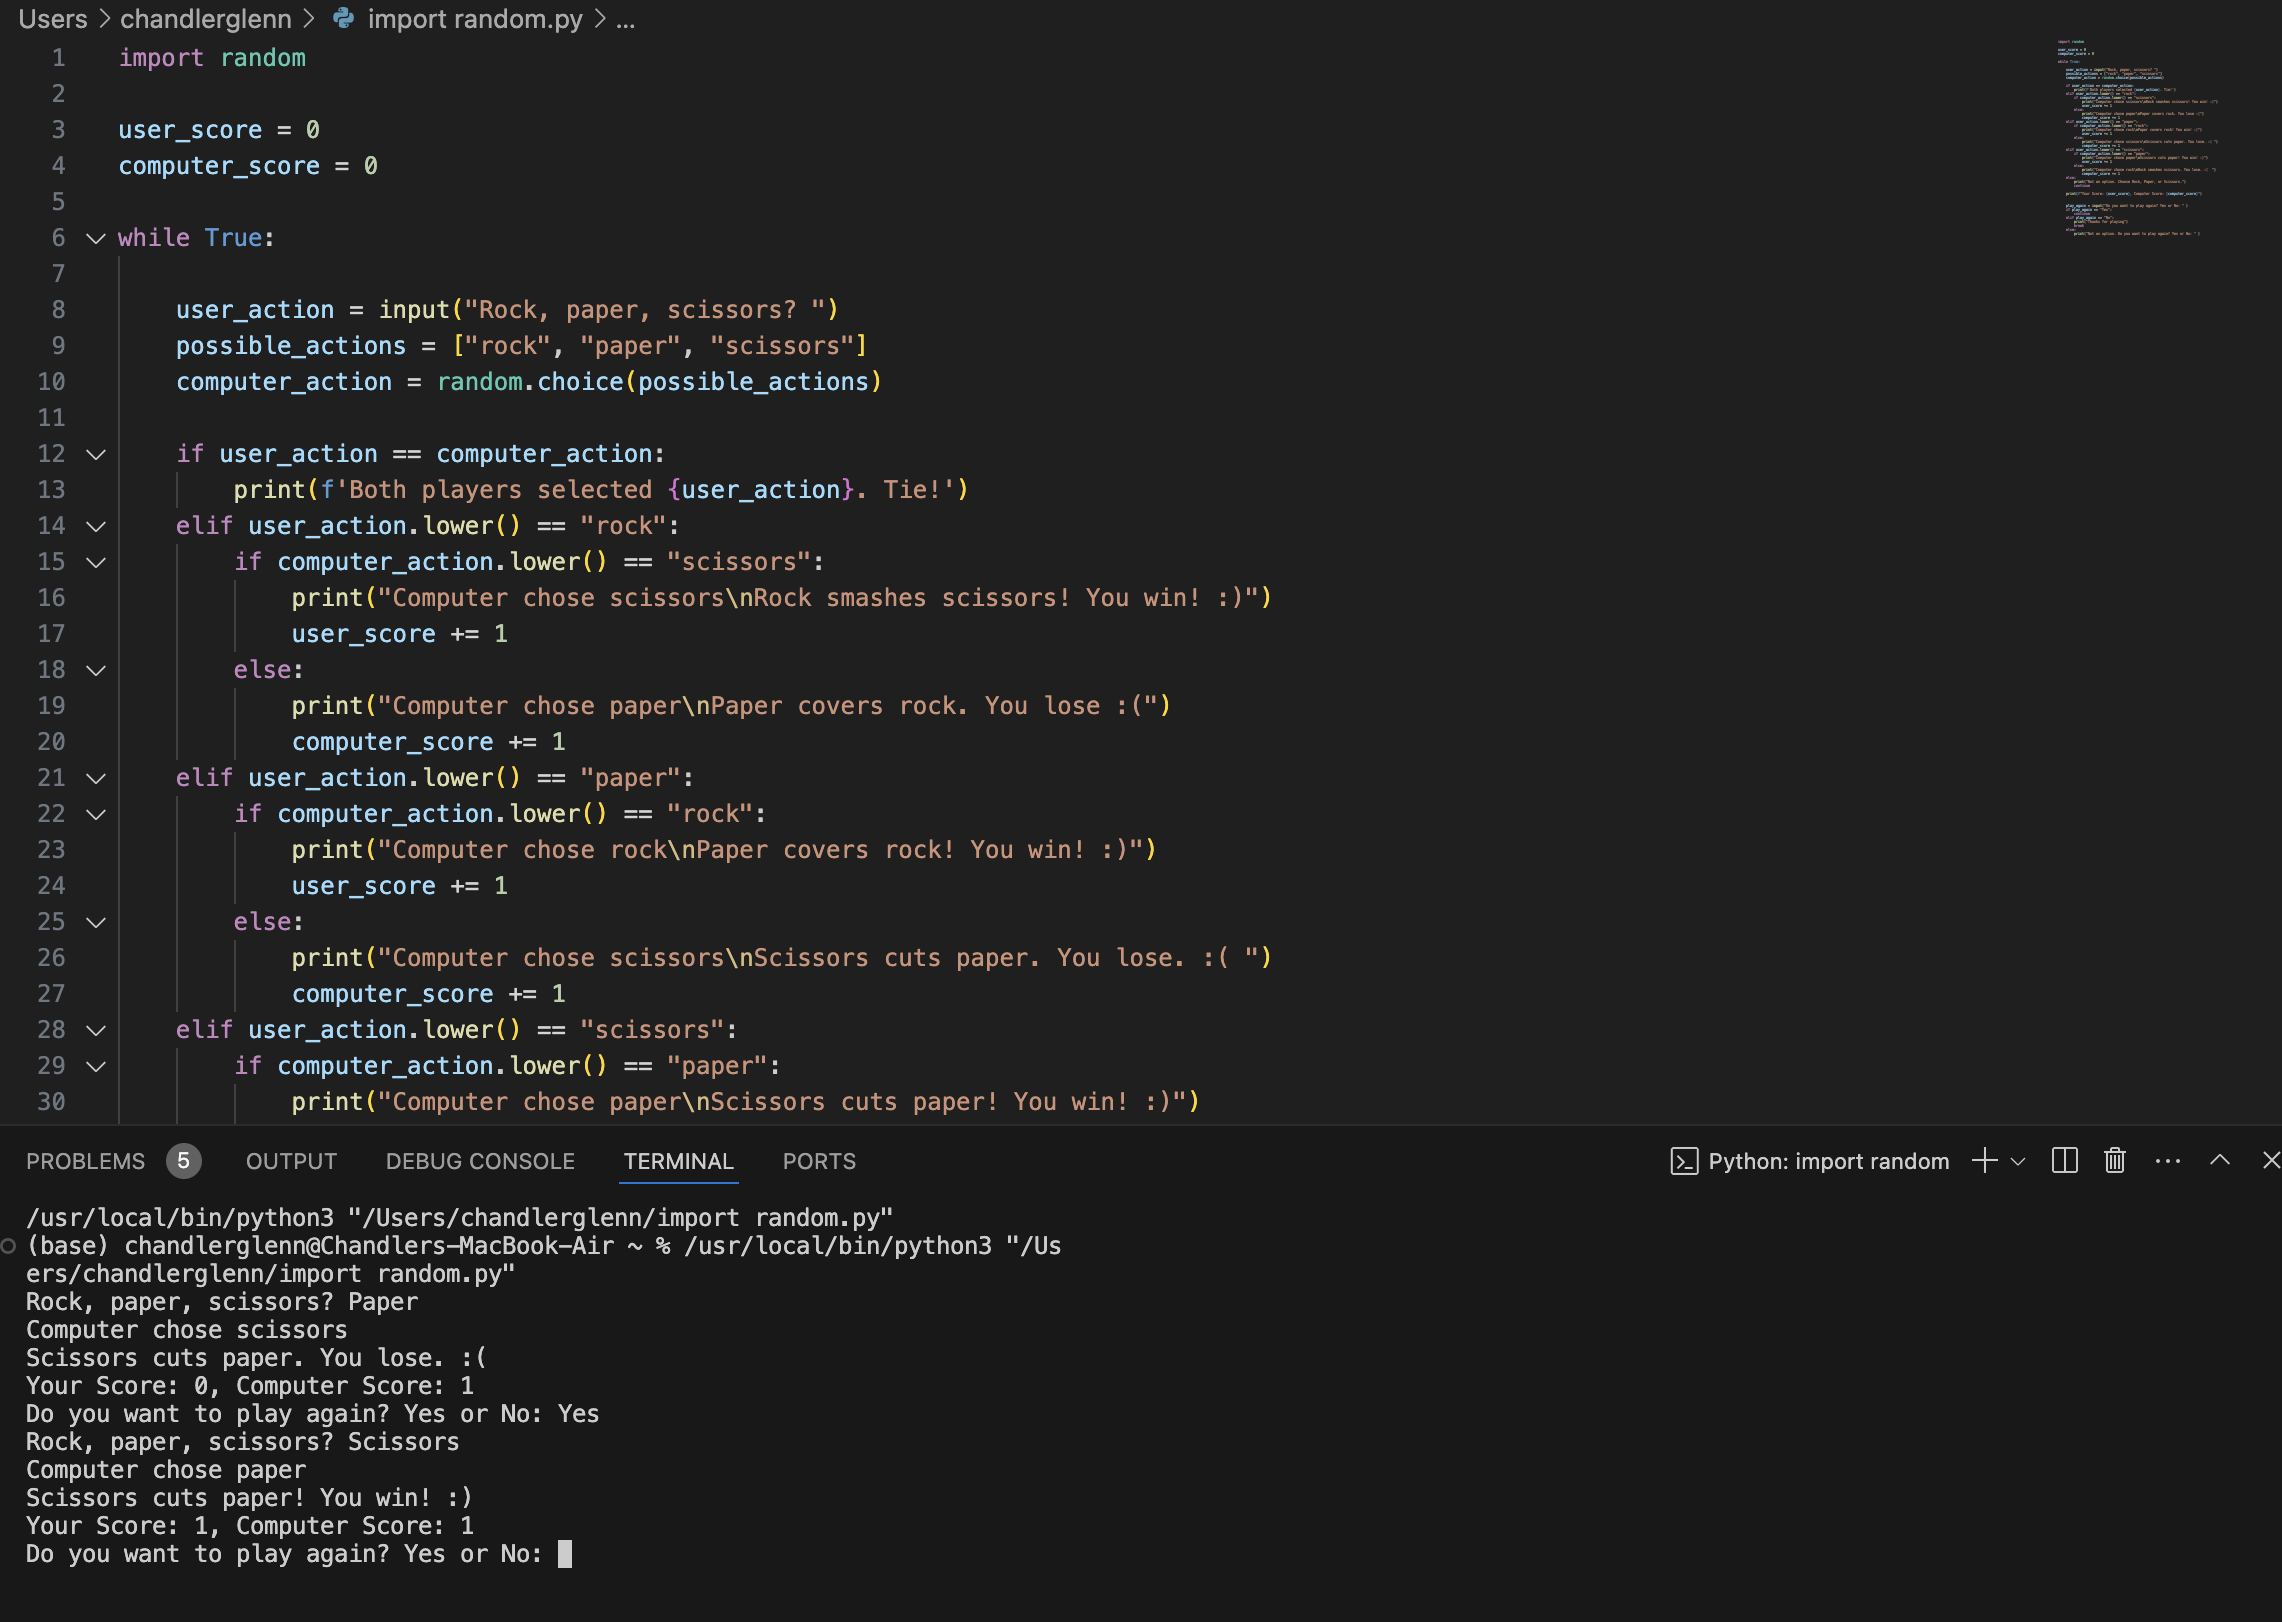 Users > chandlerglenn > import random.py > ...
1 import random
2
3 user_score = 0
4 computer_score = 0
5
6 while True:
7
8     user_action = input("Rock, paper, scissors? ")
9     possible_actions = ["rock", "paper", "scissors"]
10     computer_action = random.choice(possible_actions)
11
12     if user_action == computer_action:
13         print(f'Both players selected {user_action}. Tie!')
14     elif user_action.lower() == "rock":
15         if computer_action.lower() == "scissors":
16             print("Computer chose scissors\nRock smashes scissors! You win! :)")
17             user_score += 1
18         else:
19             print("Computer chose paper\nPaper covers rock. You lose :(")
20             computer_score += 1
21     elif user_action.lower() == "paper":
22         if computer_action.lower() == "rock":
23             print("Computer chose rock\nPaper covers rock! You win! :)")
24             user_score += 1
25         else:
26             print("Computer chose scissors\nScissors cuts paper. You lose. :( ")
27             computer_score += 1
28     elif user_action.lower() == "scissors":
29         if computer_action.lower() == "paper":
30             print("Computer chose paper\nScissors cuts paper! You win! :)")
PROBLEMS 5 OUTPUT DEBUG CONSOLE TERMINAL PORTS Python: import random
/usr/local/bin/python3 "/Users/chandlerglenn/import random.py"
(base) chandlerglenn@Chandlers-MacBook-Air ~ % /usr/local/bin/python3 "/Us
ers/chandlerglenn/import random.py"
Rock, paper, scissors? Paper
Computer chose scissors
Scissors cuts paper. You lose. :(
Your Score: 0, Computer Score: 1
Do you want to play again? Yes or No: Yes
Rock, paper, scissors? Scissors
Computer chose paper
Scissors cuts paper! You win! :)
Your Score: 1, Computer Score: 1
Do you want to play again? Yes or No: